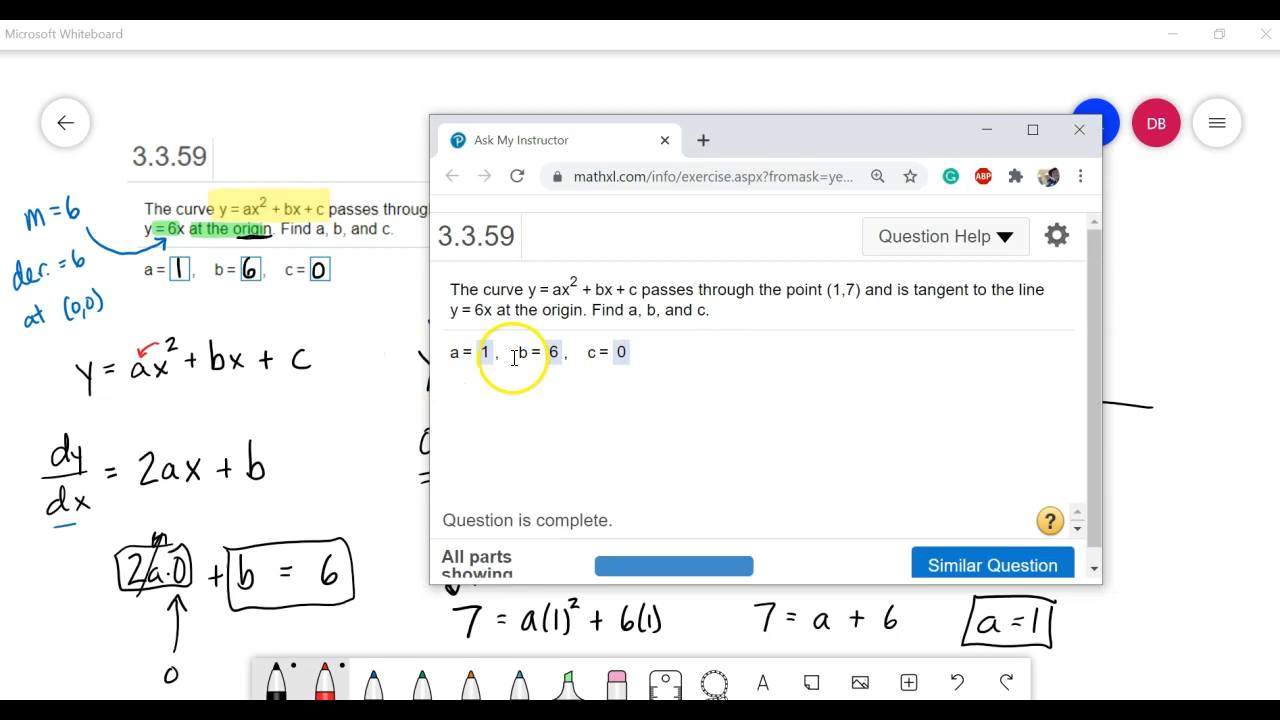 Microsoft Whiteboard
DB
3.3.59
The curve y = ax² + bx + c passes through
y = 6x at the origin. Find a, b, and c.
a = 1, b = 6, c = 0
m = 6
der. = 6
at (0,0)
y = ax² + bx + c
dy/dx = 2ax + b
2a·0 + b = 6
0
Ask My Instructor
mathxl.com/info/exercise.aspx?fromask=ye...
ABP
3.3.59
Question Help
The curve y = ax² + bx + c passes through the point (1,7) and is tangent to the line
y = 6x at the origin. Find a, b, and c.
a = 1, b = 6, c = 0
Question is complete.
?
All parts
showing
Similar Question
7 = a(1)² + 6(1)
7 = a + 6
a = 1
A